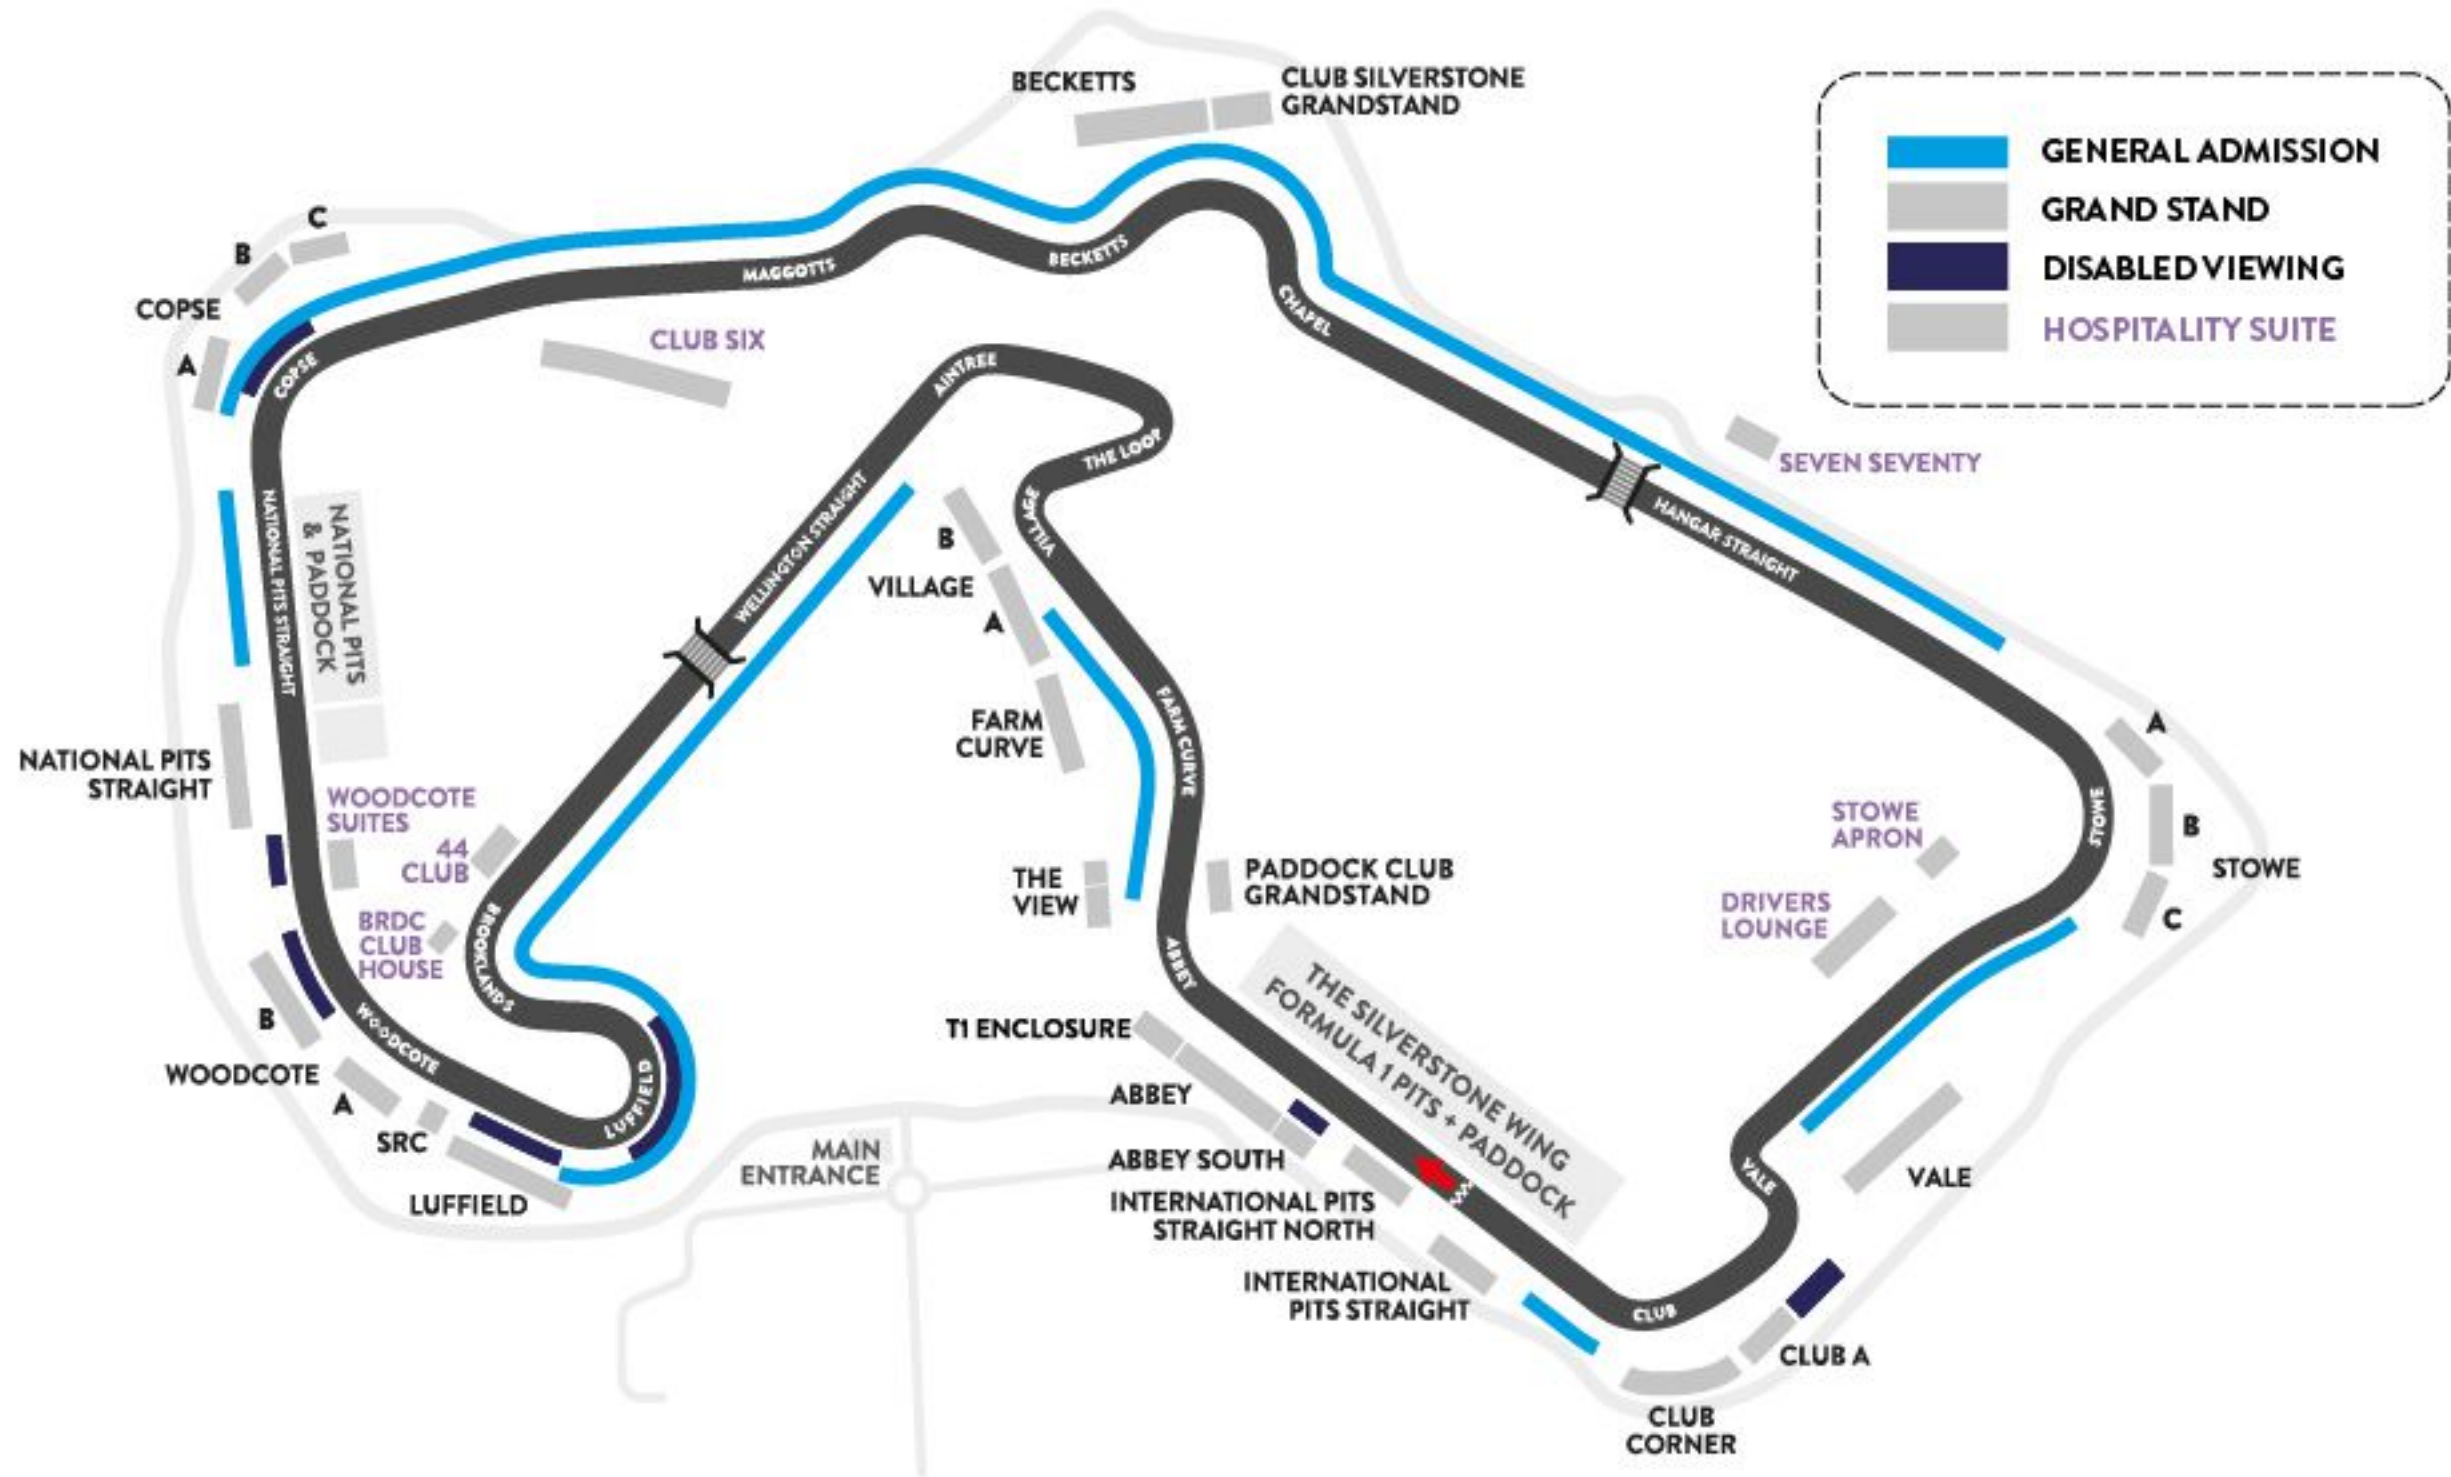 BECKETTS
CLUB SILVERSTONE
GRANDSTAND
GENERAL ADMISSION
GRAND STAND
DISABLED VIEWING
HOSPITALITY SUITE
C
B
COPSE
A
COPSE
MAGGOTTS
BECKETTS
CHAPEL
CLUB SIX
AINTREE
THE LOOP
VILLAGE
WELLINGTON STRAIGHT
SEVEN SEVENTY
HANGAR STRAIGHT
NATIONAL PITS STRAIGHT
NATIONAL PITS
& PADDOCK
B
VILLAGE
A
FARM
CURVE
FARM CURVE
NATIONAL PITS
STRAIGHT
WOODCOTE
SUITES
44
CLUB
BRDC
CLUB
HOUSE
BROOKLANDS
THE
VIEW
PADDOCK CLUB
GRANDSTAND
STOWE
APRON
DRIVERS
LOUNGE
STOWE
A
B
STOWE
C
ABBEY
THE SILVERSTONE WING
FORMULA 1 PITS + PADDOCK
B
WOODCOTE
WOODCOTE
A
SRC
LUFFIELD
LUFFIELD
T1 ENCLOSURE
ABBEY
ABBEY SOUTH
MAIN
ENTRANCE
INTERNATIONAL PITS
STRAIGHT NORTH
INTERNATIONAL
PITS STRAIGHT
VALE
VALE
CLUB
CLUB A
CLUB
CORNER